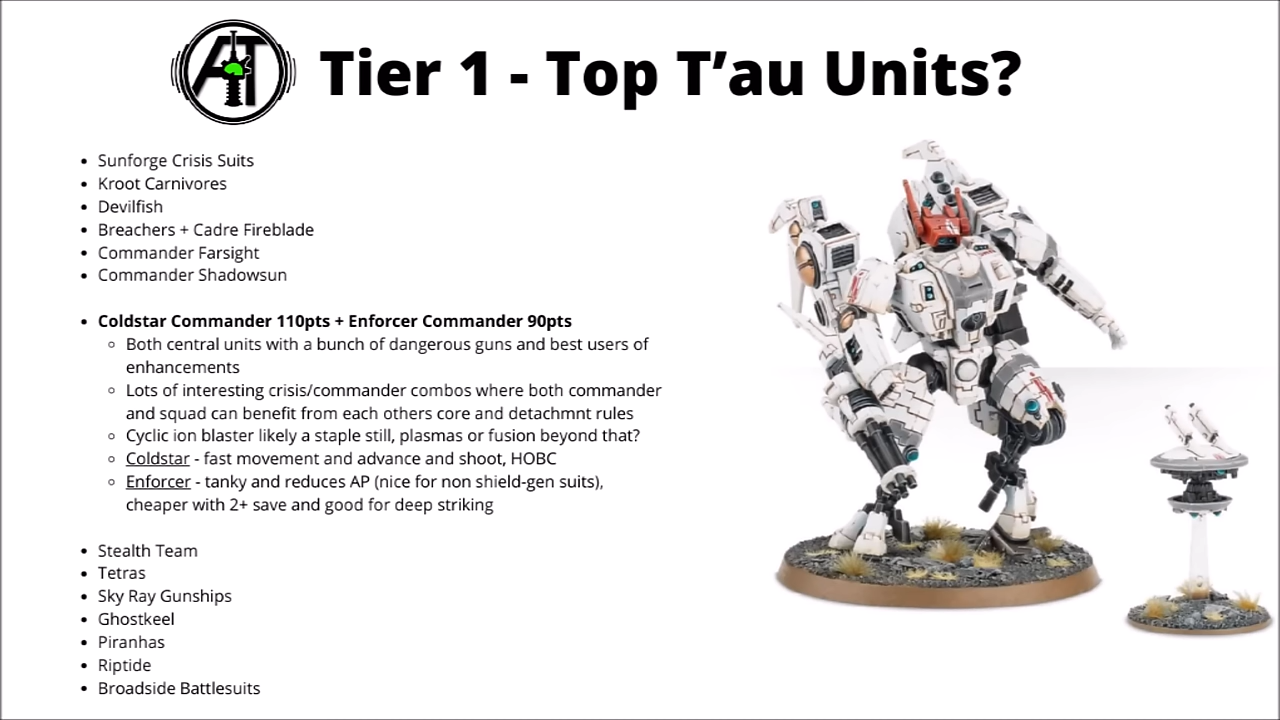 AT
Tier 1 - Top T’au Units?
• Sunforge Crisis Suits
• Kroot Carnivores
• Devilfish
• Breachers + Cadre Fireblade
• Commander Farsight
• Commander Shadowsun
• Coldstar Commander 110pts + Enforcer Commander 90pts
◦ Both central units with a bunch of dangerous guns and best users of
enhancements
◦ Lots of interesting crisis/commander combos where both commander
and squad can benefit from each others core and detachmnt rules
◦ Cyclic ion blaster likely a staple still, plasmas or fusion beyond that?
◦ Coldstar - fast movement and advance and shoot, HOBC
◦ Enforcer - tanky and reduces AP (nice for non shield-gen suits),
cheaper with 2+ save and good for deep striking
• Stealth Team
• Tetras
• Sky Ray Gunships
• Ghostkeel
• Piranhas
• Riptide
• Broadside Battlesuits